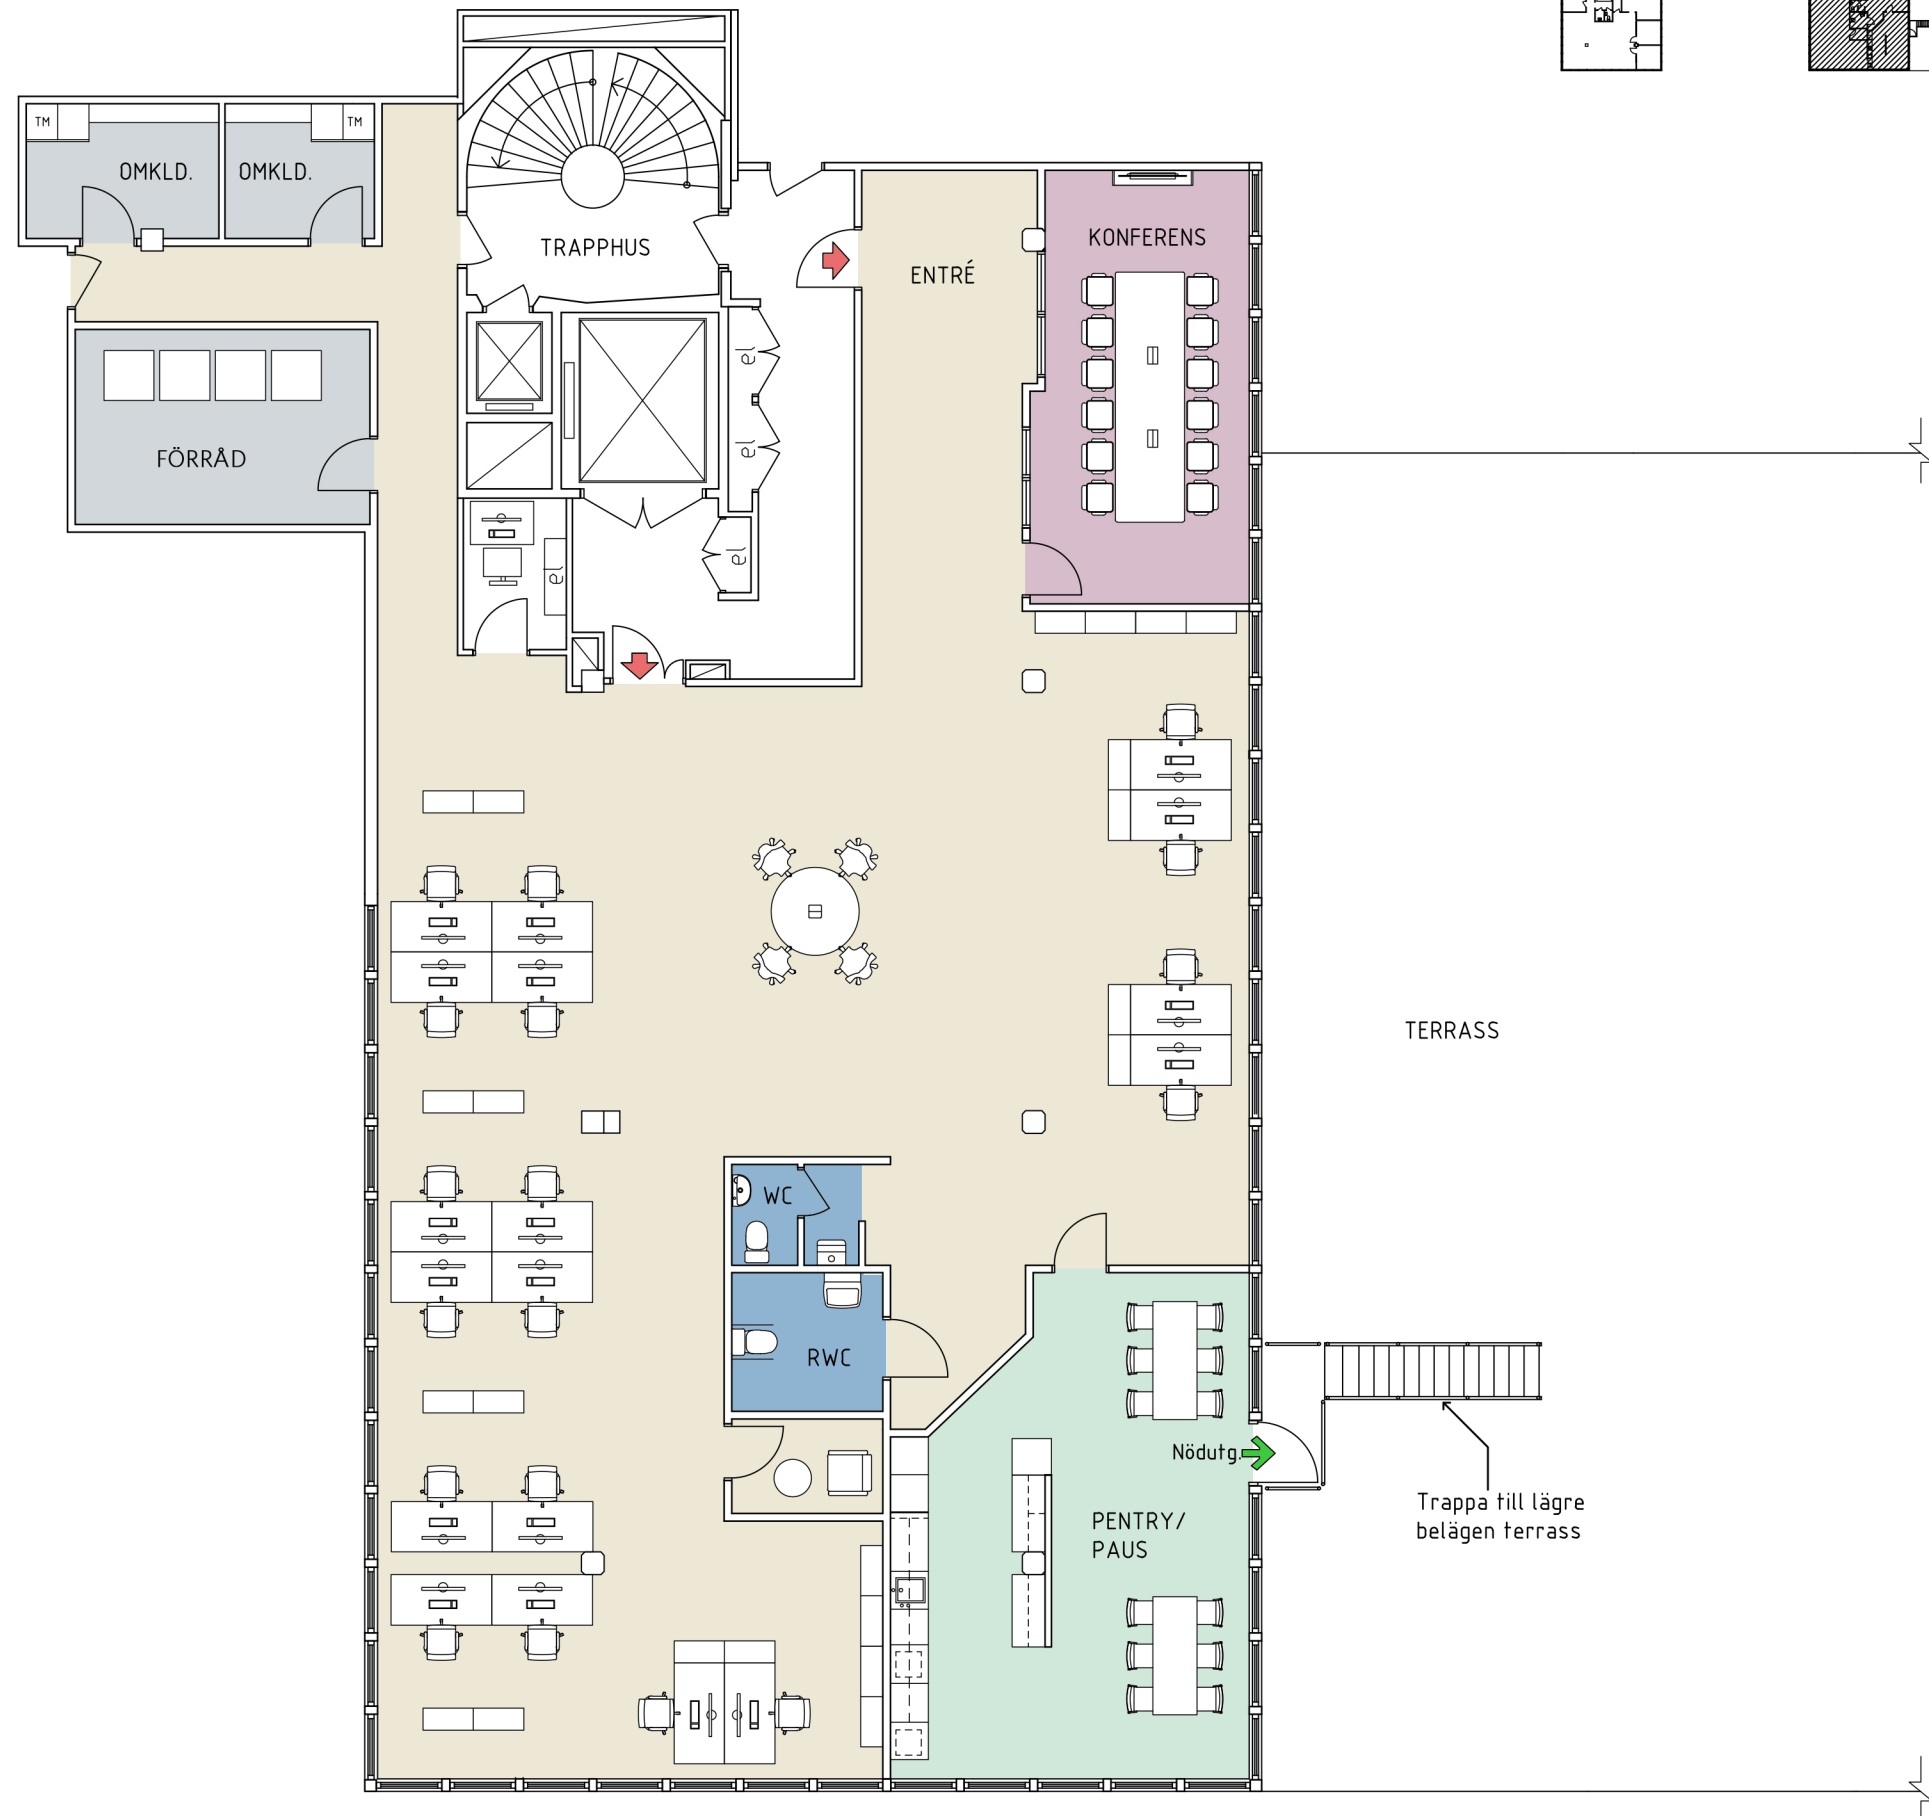 TM
TM
OMKLD.
OMKLD.
TRAPPHUS
ENTRÉ
KONFERENS
el
el
FÖRRÅD
el
el
TERRASS
WC
RWC
Nödutg.
PENTRY/
PAUS
Trappa till lägre
belägen terrass